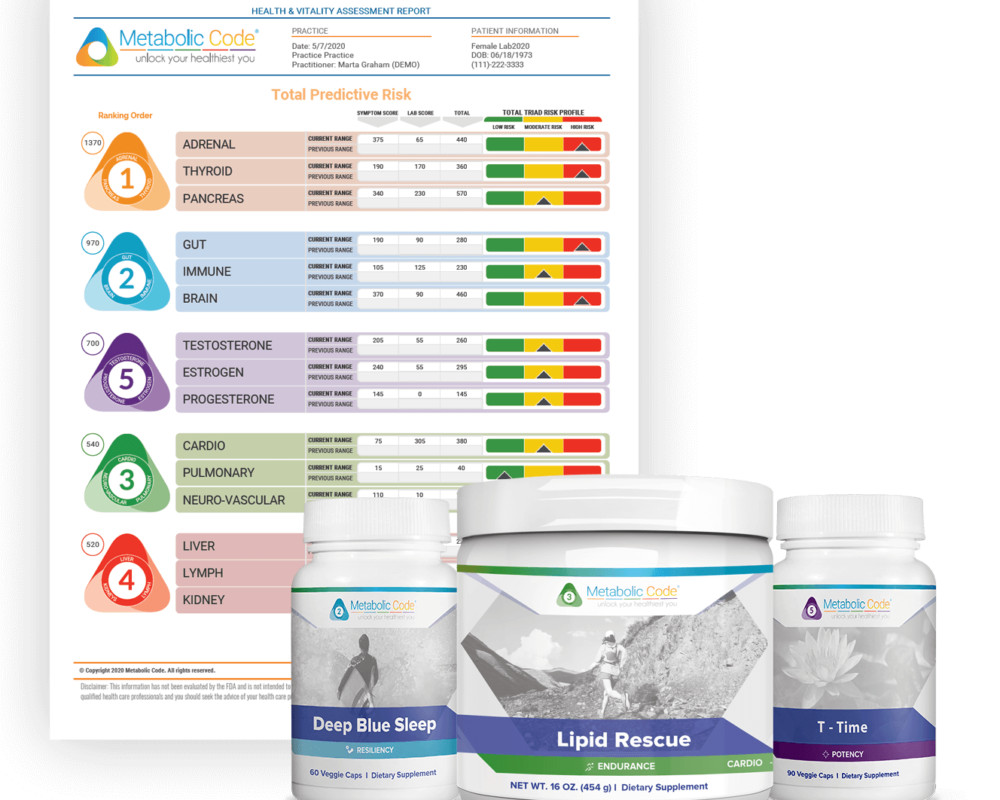 HEALTH & VITALITY ASSESSMENT REPORT
Metabolic Code®
unlock your healthiest you
PRACTICE
Date: 5/7/2020
Practice Practice
Practitioner: Marta Graham (DEMO)
PATIENT INFORMATION
Female Lab2020
DOB: 06/18/1973
(111)-222-3333
Total Predictive Risk
Ranking Order
SYMPTOM SCORE LAB SCORE TOTAL TOTAL TRIAD RISK PROFILE
LOW RISK MODERATE RISK HIGH RISK
1370
ADRENAL
PANCREAS
THYROID
1
ADRENAL CURRENT RANGE 375 65 440
PREVIOUS RANGE
THYROID CURRENT RANGE 190 170 360
PREVIOUS RANGE
PANCREAS CURRENT RANGE 340 230 570
PREVIOUS RANGE
970
GUT
BRAIN
IMMUNE
2
GUT CURRENT RANGE 190 90 280
PREVIOUS RANGE
IMMUNE CURRENT RANGE 105 125 230
PREVIOUS RANGE
BRAIN CURRENT RANGE 370 90 460
PREVIOUS RANGE
700
TESTOSTERONE
PROGESTERONE
ESTROGEN
5
TESTOSTERONE CURRENT RANGE 205 55 260
PREVIOUS RANGE
ESTROGEN CURRENT RANGE 240 55 295
PREVIOUS RANGE
PROGESTERONE CURRENT RANGE 145 0 145
PREVIOUS RANGE
540
CARDIO
NEUROVASCULAR
PULMONARY
3
CARDIO CURRENT RANGE 75 305 380
PREVIOUS RANGE
PULMONARY CURRENT RANGE 15 25 40
PREVIOUS RANGE
NEURO-VASCULAR CURRENT RANGE 110 10
520
LIVER
KIDNEY
LYMPH
4
LIVER
LYMPH
KIDNEY
© Copyright 2020 Metabolic Code. All rights reserved.
Disclaimer: This information has not been evaluated by the FDA and is not intended to
qualified health care professionals and you should seek the advice of your health care p
2
Metabolic Code®
unlock your healthiest you
Deep Blue Sleep
RESILIENCY
60 Veggie Caps | Dietary Supplement
3
Metabolic Code®
unlock your healthiest you
Lipid Rescue
ENDURANCE
CARDIO
NET WT. 16 OZ. (454 g) | Dietary Supplement
5
Metabolic Code®
unlock your healthiest you
T - Time
POTENCY
90 Veggie Caps | Dietary Supplement